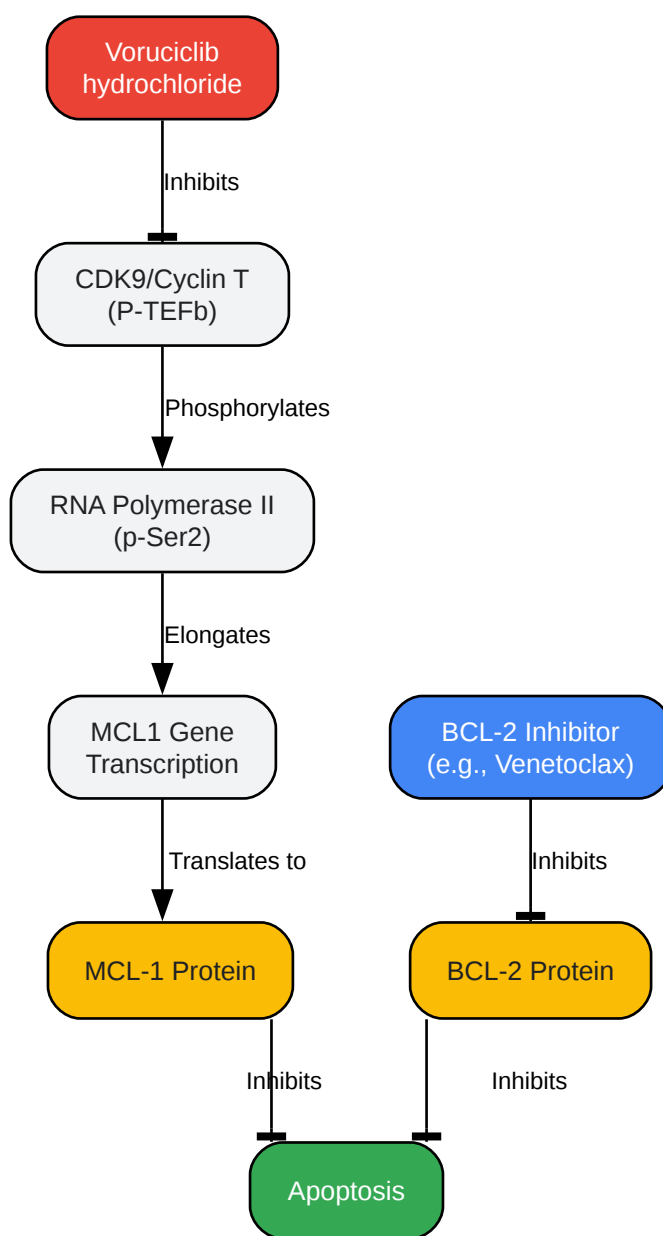 Voruciclib
hydrochloride
Inhibits
CDK9/Cyclin T
(P-TEFb)
Phosphorylates
RNA Polymerase II
(p-Ser2)
Elongates
MCL1 Gene
Transcription
BCL-2 Inhibitor
(e.g., Venetoclax)
Translates to
Inhibits
MCL-1 Protein
BCL-2 Protein
Inhibits
Inhibits
Apoptosis